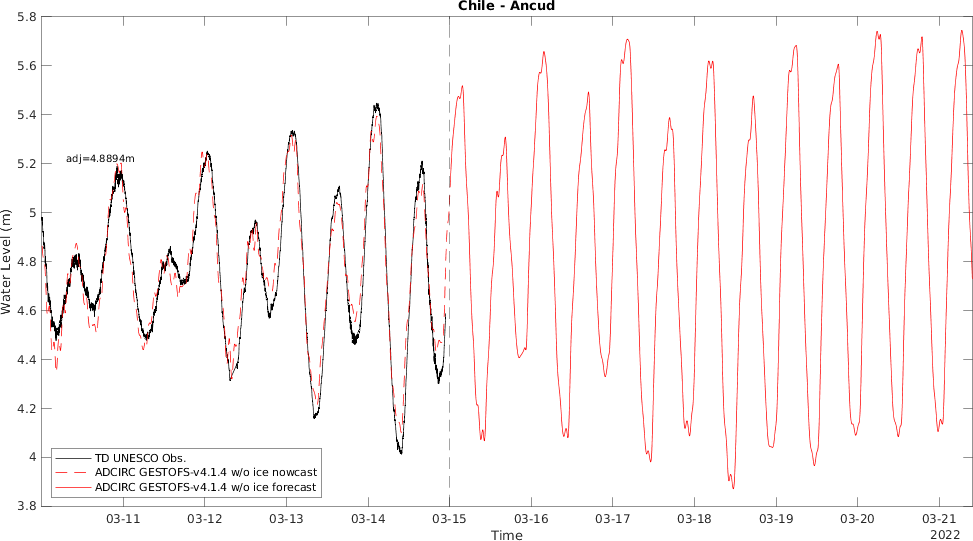 Chile - Ancud
5.8
5.6
5.4
5.2
5
4.8
4.6
4.4
4.2
4
3.8
Water Level (m)
adj=4.8894m
TD UNESCO Obs.
ADCIRC GESTOFS-v4.1.4 w/o ice nowcast
ADCIRC GESTOFS-v4.1.4 w/o ice forecast
03-11 03-12 03-13 03-14 03-15 03-16 03-17 03-18 03-19 03-20 03-21
Time
2022